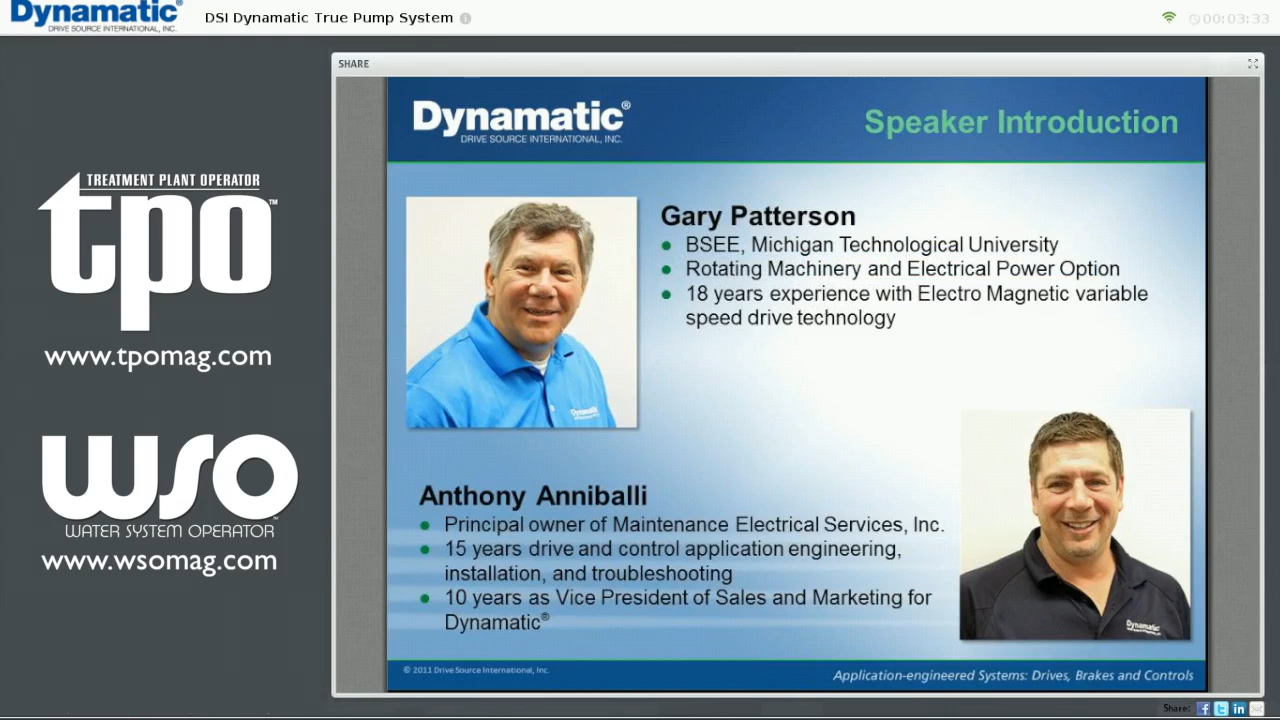 Dynamatic®
DRIVE SOURCE INTERNATIONAL, INC.
DSI Dynamatic True Pump System
00:03:33
SHARE
TREATMENT PLANT OPERATOR
tpo™
www.tpomag.com
wso
WATER SYSTEM OPERATOR
www.wsomag.com
Dynamatic®
DRIVE SOURCE INTERNATIONAL, INC.
Speaker Introduction
Gary Patterson
● BSEE, Michigan Technological University
● Rotating Machinery and Electrical Power Option
● 18 years experience with Electro Magnetic variable
speed drive technology
Dynamatic
Anthony Anniballi
● Principal owner of Maintenance Electrical Services, Inc.
● 15 years drive and control application engineering,
installation, and troubleshooting
● 10 years as Vice President of Sales and Marketing for
Dynamatic®
Dynamatic
© 2011 Drive Source International, Inc.
Application-engineered Systems: Drives, Brakes and Controls
Share: